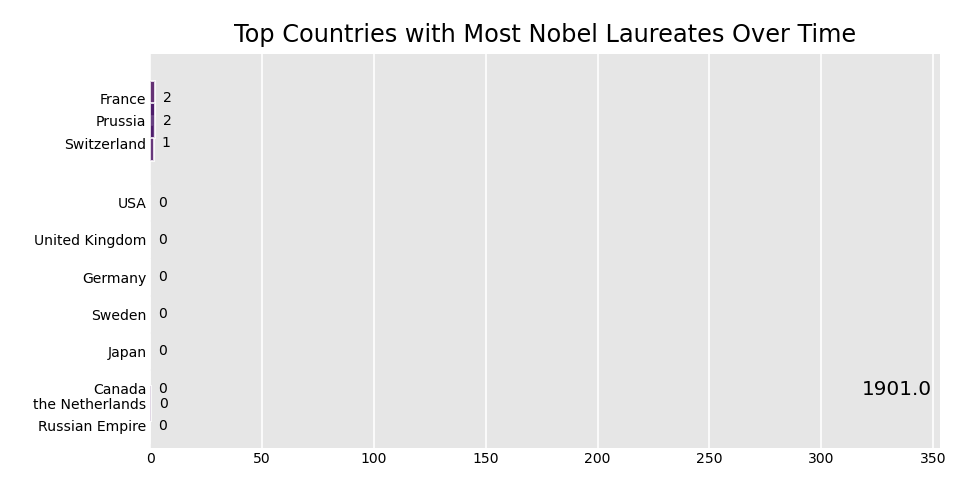 Top Countries with Most Nobel Laureates Over Time
France 2
Prussia 2
Switzerland 1
USA 0
United Kingdom 0
Germany 0
Sweden 0
Japan 0
Canada 0
1901.0
the Netherlands 0
Russian Empire 0
0 50 100 150 200 250 300 350